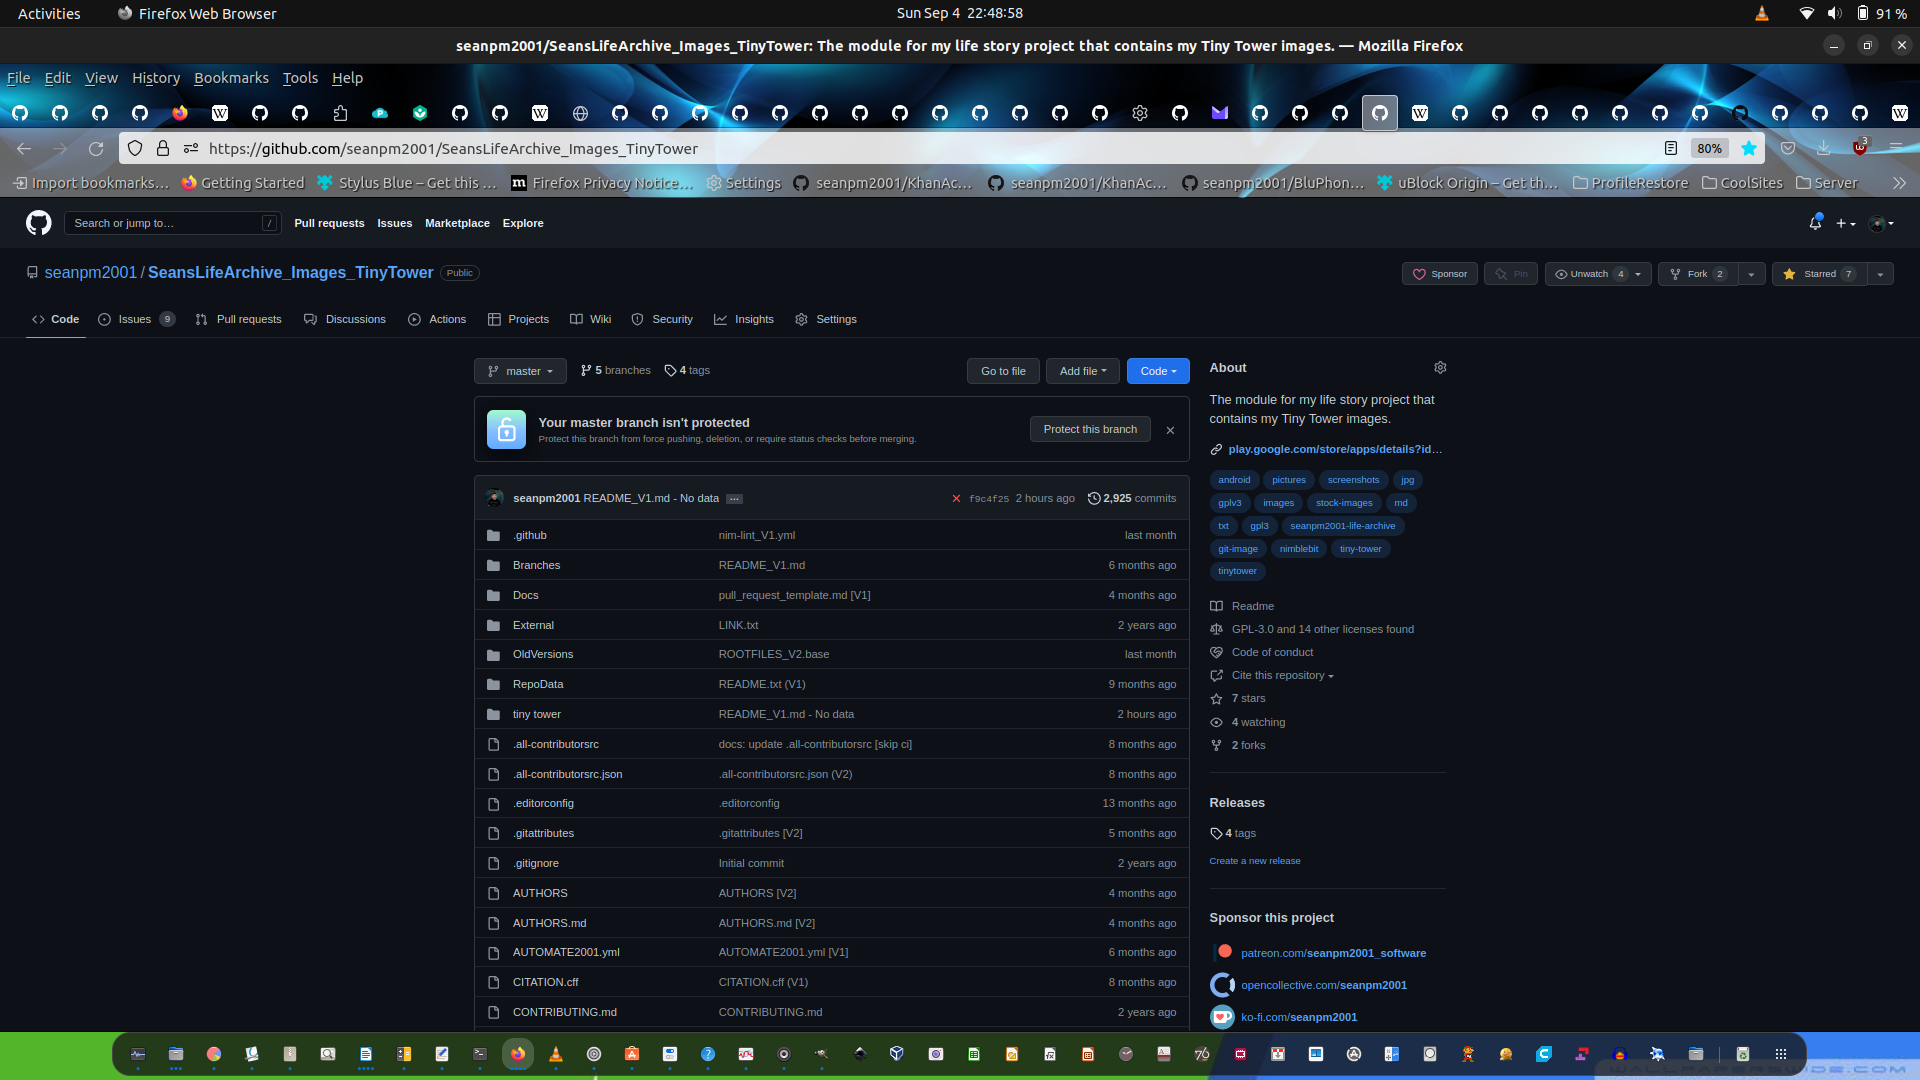 Activities
Firefox Web Browser
Sun Sep 4 22:48:58
91 %
seanpm2001/SeansLifeArchive_Images_TinyTower: The module for my life story project that contains my Tiny Tower images. — Mozilla Firefox
File Edit View History Bookmarks Tools Help
https://github.com/seanpm2001/SeansLifeArchive_Images_TinyTower
80%
3
Import bookmarks…
Getting Started
Stylus Blue – Get this …
Firefox Privacy Notice…
Settings
seanpm2001/KhanAc…
seanpm2001/KhanAc…
seanpm2001/BluPhon…
uBlock Origin – Get th…
ProfileRestore
CoolSites
Server
Search or jump to…
/
Pull requests
Issues
Marketplace
Explore
seanpm2001 / SeansLifeArchive_Images_TinyTower
Public
Sponsor
Pin
Unwatch 4
Fork 2
Starred 7
Code
Issues 9
Pull requests
Discussions
Actions
Projects
Wiki
Security
Insights
Settings
master
5 branches
4 tags
Go to file
Add file
Code
Your master branch isn't protected
Protect this branch from force pushing, deletion, or require status checks before merging.
Protect this branch
seanpm2001 README_V1.md - No data …
f9c4f25 2 hours ago
2,925 commits
.github nim-lint_V1.yml last month
Branches README_V1.md 6 months ago
Docs pull_request_template.md [V1] 4 months ago
External LINK.txt 2 years ago
OldVersions ROOTFILES_V2.base last month
RepoData README.txt (V1) 9 months ago
tiny tower README_V1.md - No data 2 hours ago
.all-contributorsrc docs: update .all-contributorsrc [skip ci] 8 months ago
.all-contributorsrc.json .all-contributorsrc.json (V2) 8 months ago
.editorconfig .editorconfig 13 months ago
.gitattributes .gitattributes [V2] 5 months ago
.gitignore Initial commit 2 years ago
AUTHORS AUTHORS [V2] 4 months ago
AUTHORS.md AUTHORS.md [V2] 4 months ago
AUTOMATE2001.yml AUTOMATE2001.yml [V1] 6 months ago
CITATION.cff CITATION.cff (V1) 8 months ago
CONTRIBUTING.md CONTRIBUTING.md 2 years ago
About
The module for my life story project that
contains my Tiny Tower images.
play.google.com/store/apps/details?id…
android pictures screenshots jpg
gplv3 images stock-images md
txt gpl3 seanpm2001-life-archive
git-image nimblebit tiny-tower
tinytower
Readme
GPL-3.0 and 14 other licenses found
Code of conduct
Cite this repository
7 stars
4 watching
2 forks
Releases
4 tags
Create a new release
Sponsor this project
patreon.com/seanpm2001_software
opencollective.com/seanpm2001
ko-fi.com/seanpm2001